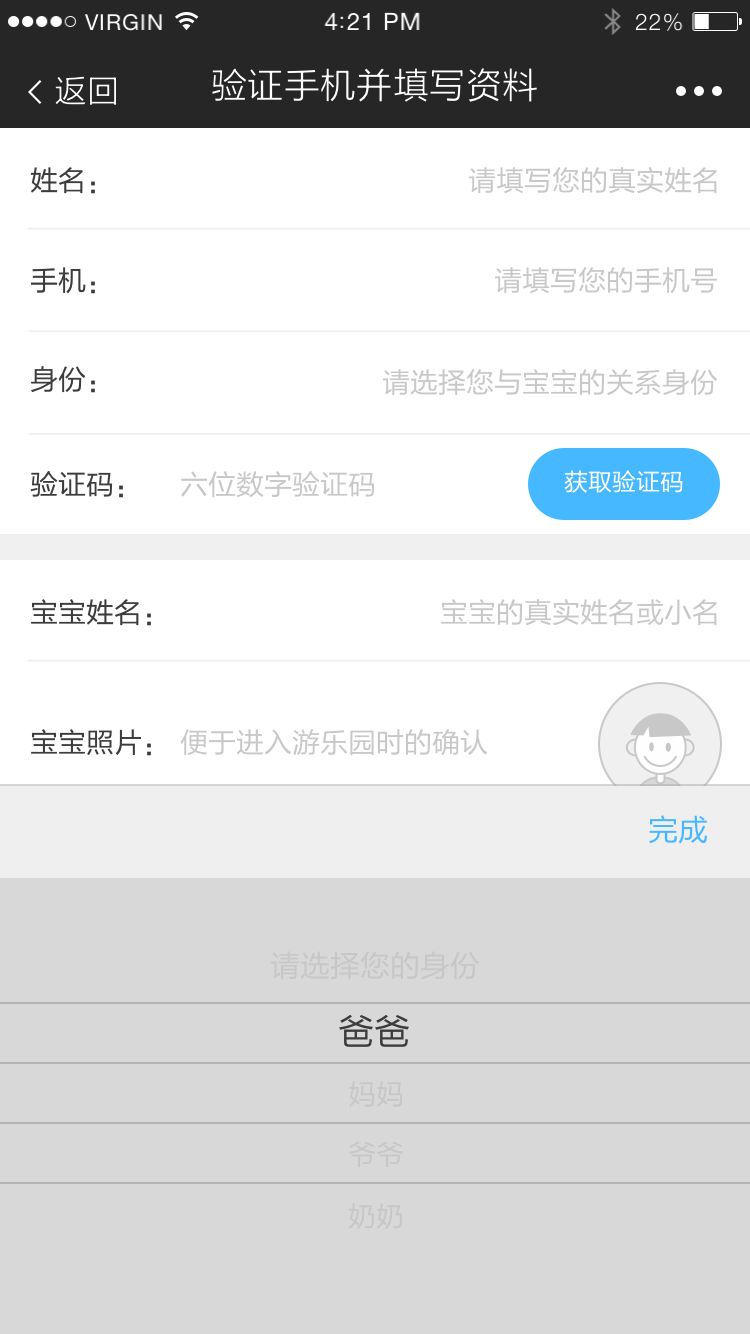 VIRGIN 4:21 PM 22%
返回 验证手机并填写资料
姓名： 请填写您的真实姓名
手机： 请填写您的手机号
身份： 请选择您与宝宝的关系身份
验证码： 六位数字验证码 获取验证码
宝宝姓名： 宝宝的真实姓名或小名
宝宝照片： 便于进入游乐园时的确认
完成
请选择您的身份
爸爸
妈妈
爷爷
奶奶